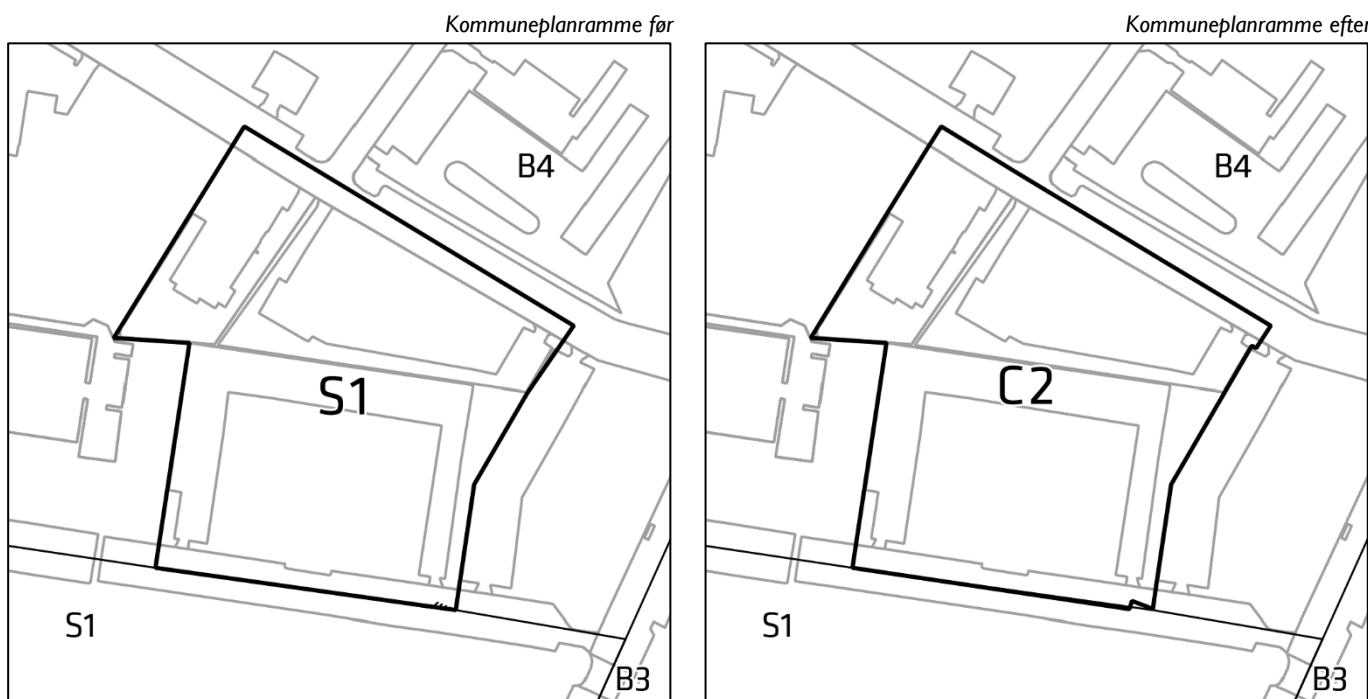 Kommuneplanramme før
B4
S1
S1
B3
Kommuneplanramme efter
B4
C2
S1
B3